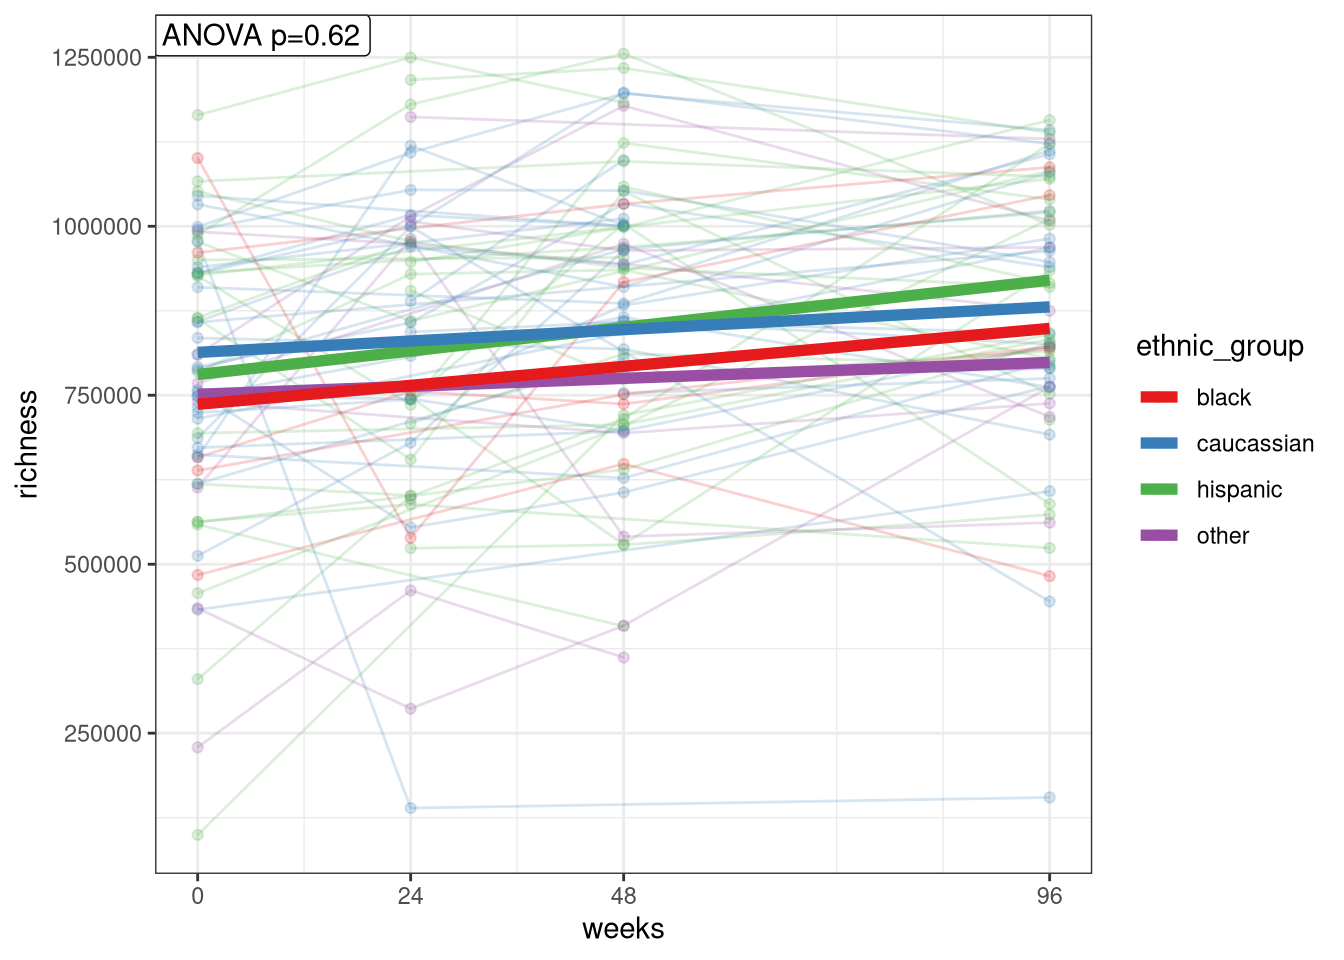 ANOVA p=0.62
1250000
1000000
750000
500000
250000
richness
0 24 48 96
weeks
ethnic_group
black
caucassian
hispanic
other